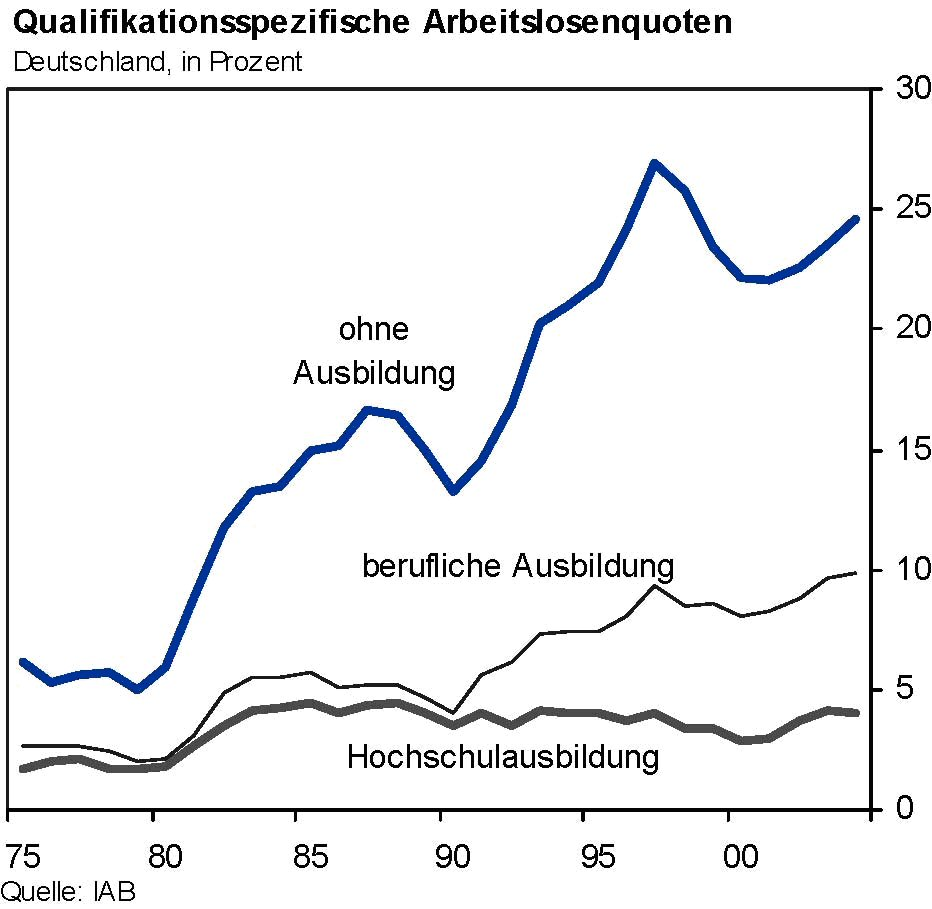 Qualifikationsspezifische Arbeitslosenquoten
Deutschland, in Prozent
30
25
20
15
10
5
0
ohne
Ausbildung
berufliche Ausbildung
Hochschulausbildung
75 80 85 90 95 00
Quelle: IAB